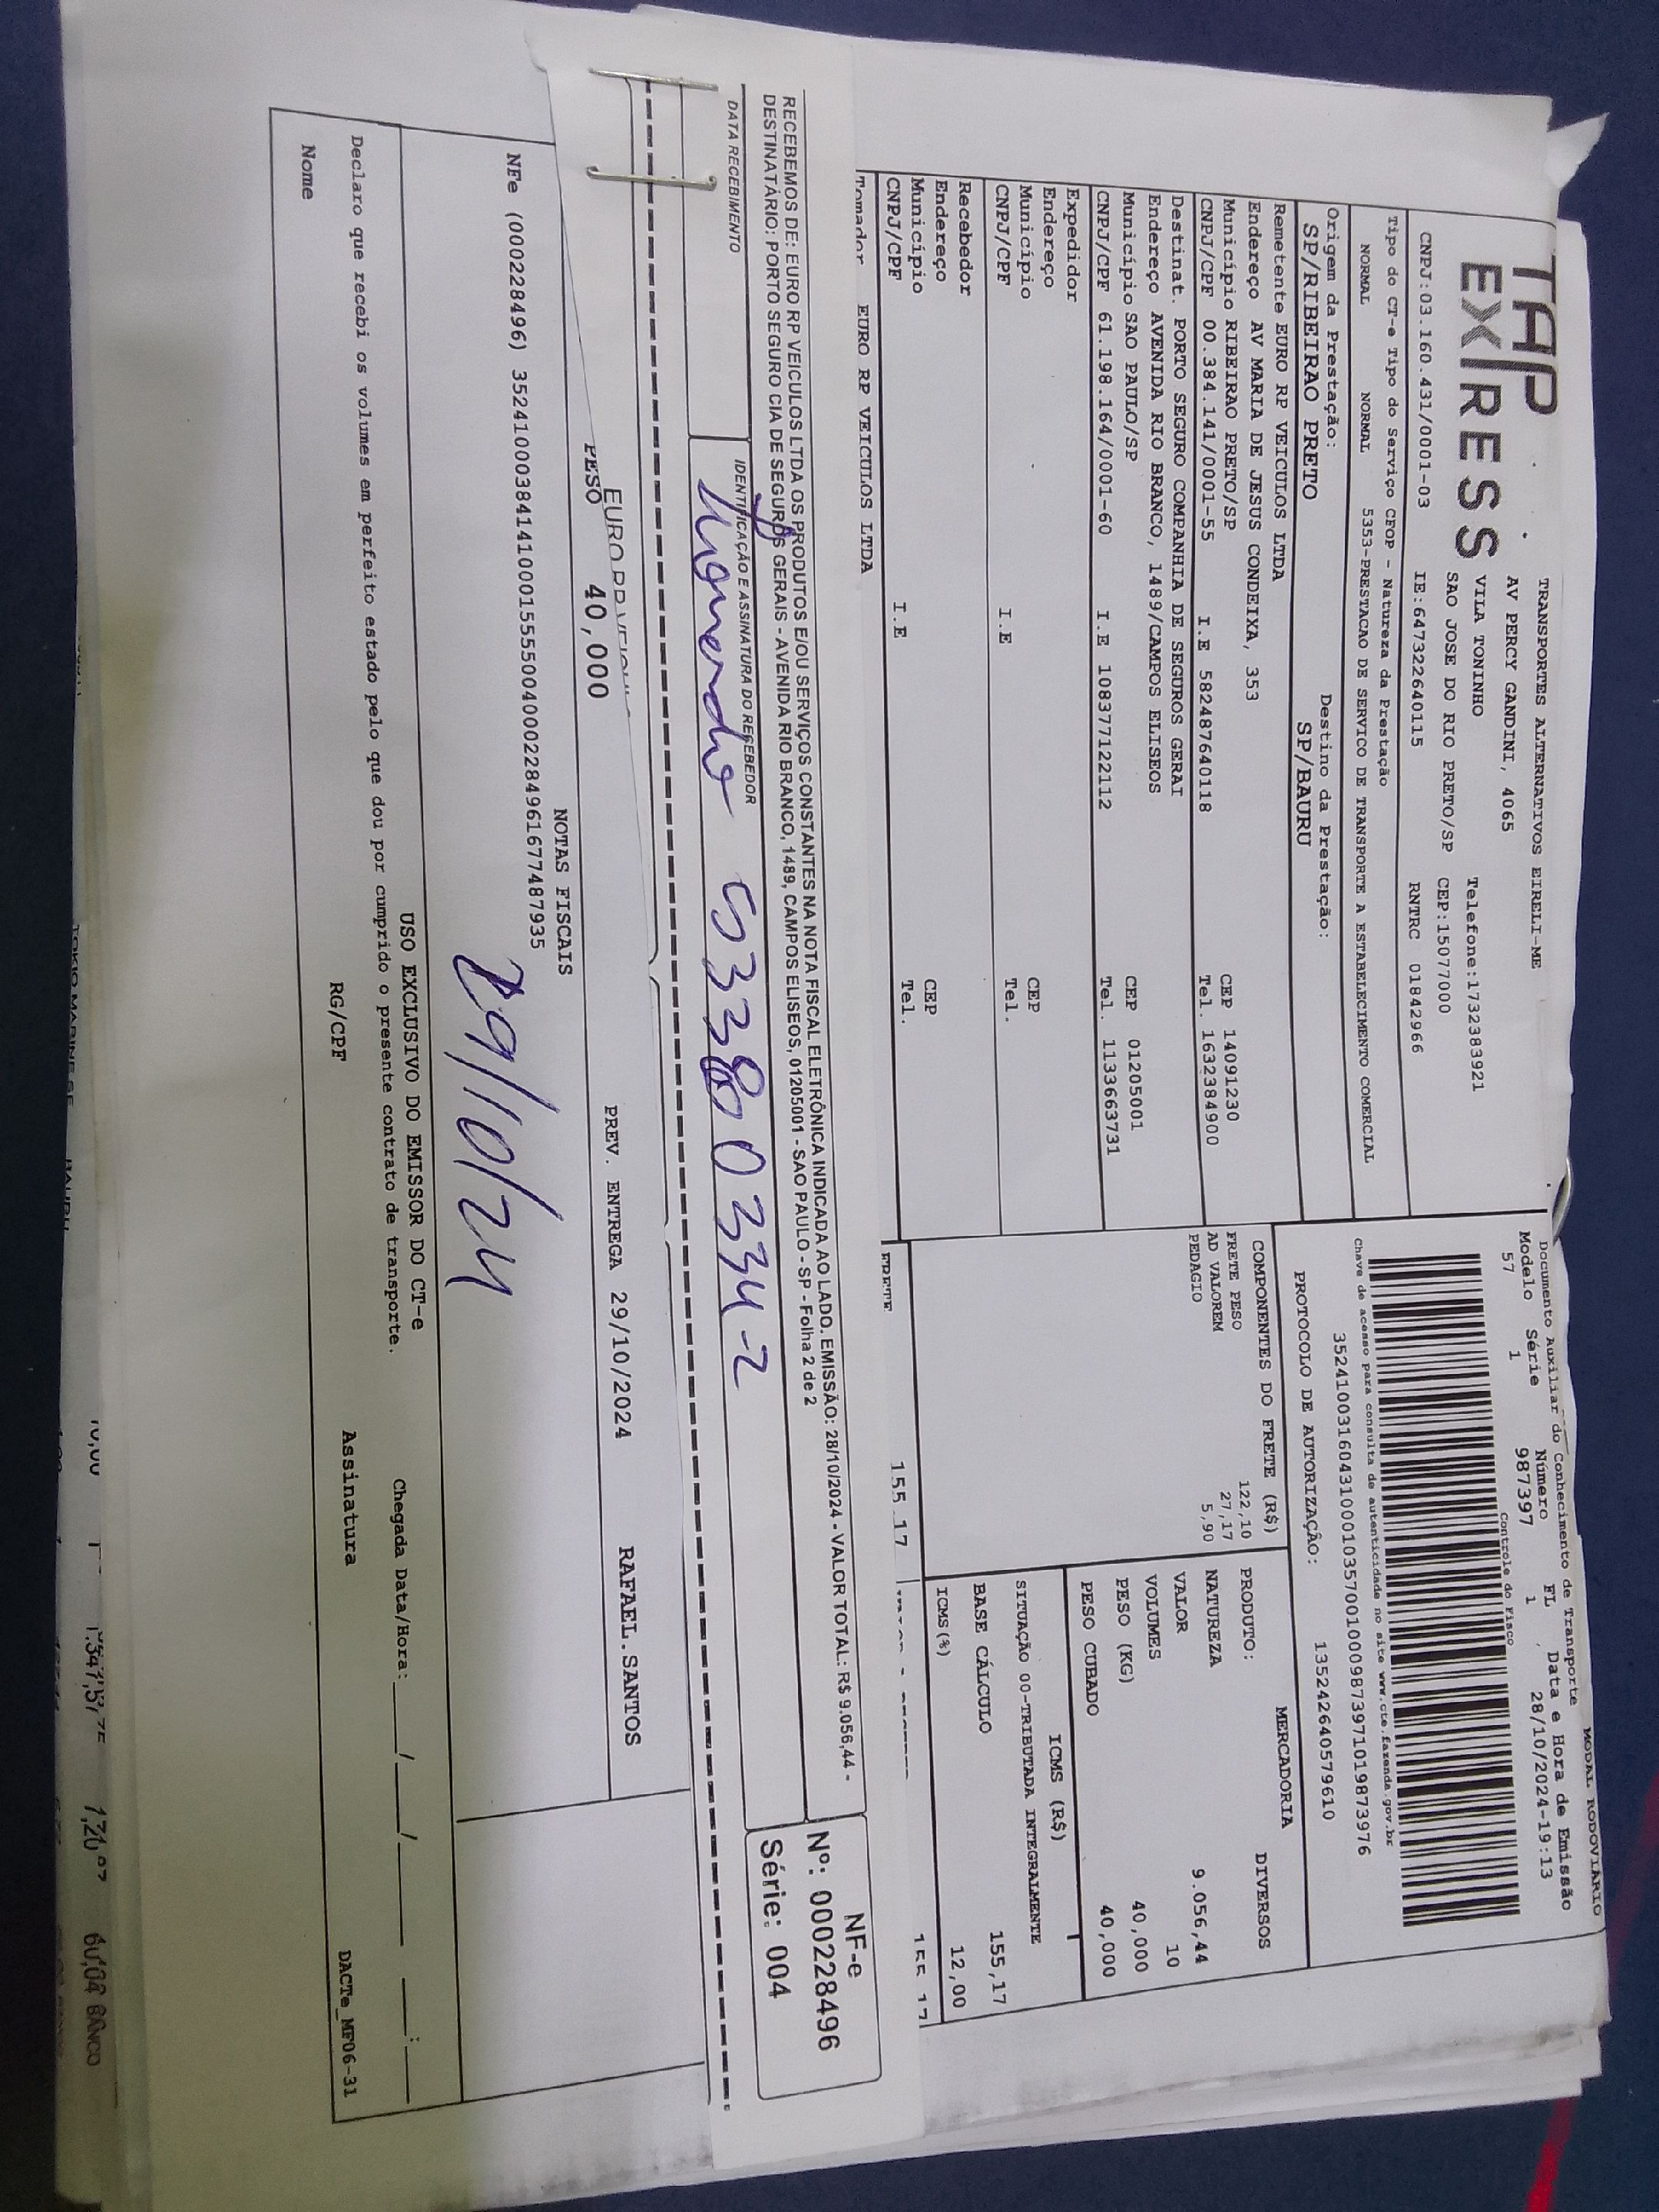 TAP
EXPRESS
TRANSPORTES ALTERNATIVOS EIRELI-ME
AV PERCY GANDINI, 4065
VILA TONINHO Telefone:1732383921
SAO JOSE DO RIO PRETO/SP CEP:15077000
CNPJ:03.160.431/0001-03 IE:647322640115 RNTRC 01842966
Tipo do CT-e Tipo do Serviço CFOP - Natureza da Prestação
NORMAL NORMAL 5353-PRESTACAO DE SERVICO DE TRANSPORTE A ESTABELECIMENTO COMERCIAL
Origem da Prestação: Destino da Prestação:
SP/RIBEIRAO PRETO SP/BAURU
Remetente EURO RP VEICULOS LTDA
Endereço AV MARIA DE JESUS CONDEIXA, 353
Município RIBEIRAO PRETO/SP CEP 14091230
CNPJ/CPF 00.384.141/0001-55 I.E 582487640118 Tel. 1632384900
Destinat. PORTO SEGURO COMPANHIA DE SEGUROS GERAI
Endereço AVENIDA RIO BRANCO, 1489/CAMPOS ELISEOS
Município SAO PAULO/SP CEP 01205001
CNPJ/CPF 61.198.164/0001-60 I.E 108377122112 Tel. 1133663731
Expedidor
Endereço
Município CEP
CNPJ/CPF I.E Tel.
Recebedor
Endereço
Município CEP
CNPJ/CPF I.E Tel.
Tomador EURO RP VEICULOS LTDA
MODAL RODOVIÁRIO
Documento Auxiliar do Conhecimento de Transporte
Modelo Série Número FL Data e Hora de Emissão
57 1 987397 1 28/10/2024-19:13
Controle do Fisco
Chave de acesso para consulta de autenticidade no site www.cte.fazenda.gov.br
35241003160431000103570010009873971019873976
PROTOCOLO DE AUTORIZAÇÃO: 135242640579610
COMPONENTES DO FRETE (R$)
FRETE PESO 122,10
AD VALOREM 27,17
PEDAGIO 5,90
FRETE 155,17
MERCADORIA
PRODUTO: DIVERSOS
NATUREZA
VALOR 9.056,44
VOLUMES 10
PESO (KG) 40,000
PESO CUBADO 40,000
ICMS (R$)
SITUAÇÃO 00-TRIBUTADA INTEGRALMENTE
BASE CÁLCULO 155,17
ICMS(%) 12,00
155,17
RECEBEMOS DE: EURO RP VEICULOS LTDA OS PRODUTOS E/OU SERVIÇOS CONSTANTES NA NOTA FISCAL ELETRÔNICA INDICADA AO LADO. EMISSÃO: 28/10/2024 - VALOR TOTAL: R$ 9.056,44 -
DESTINATÁRIO: PORTO SEGURO CIA DE SEGUROS GERAIS - AVENIDA RIO BRANCO, 1489, CAMPOS ELISEOS, 01205001 - SAO PAULO - SP - Folha 2 de 2
NF-e
Nº: 000228496
Série: 004
DATA RECEBIMENTO
IDENTIFICAÇÃO E ASSINATURA DO RECEBEDOR
EURO RP
PESO 40,000
PREV. ENTREGA 29/10/2024 RAFAEL.SANTOS
NOTAS FISCAIS
NFe (000228496) 35241000384141000155550040002284961677487935
29/10/24
USO EXCLUSIVO DO EMISSOR DO CT-e
Chegada Data/Hora: ___/___/___ ___:___
Declaro que recebi os volumes em perfeito estado pelo que dou por cumprido o presente contrato de transporte.
Nome RG/CPF Assinatura
DACTe_MF06-31